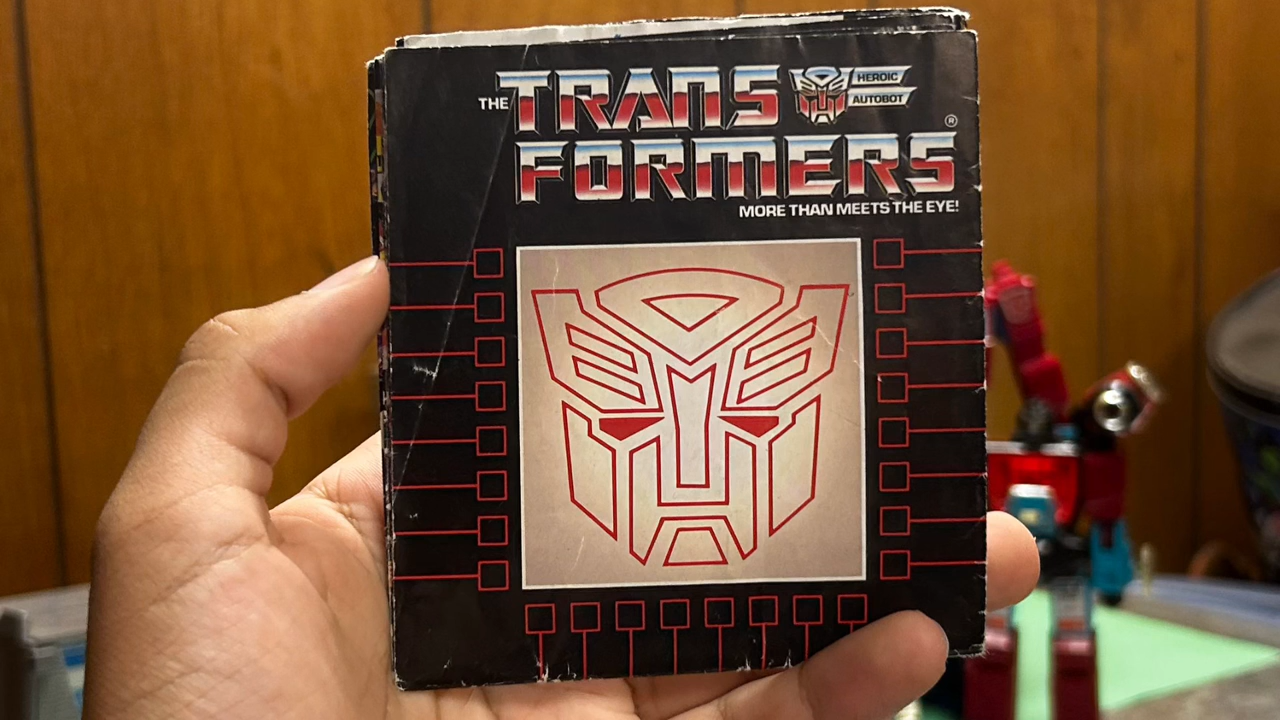 THE TRANS HEROIC AUTOBOT
FORMERS ®
MORE THAN MEETS THE EYE!